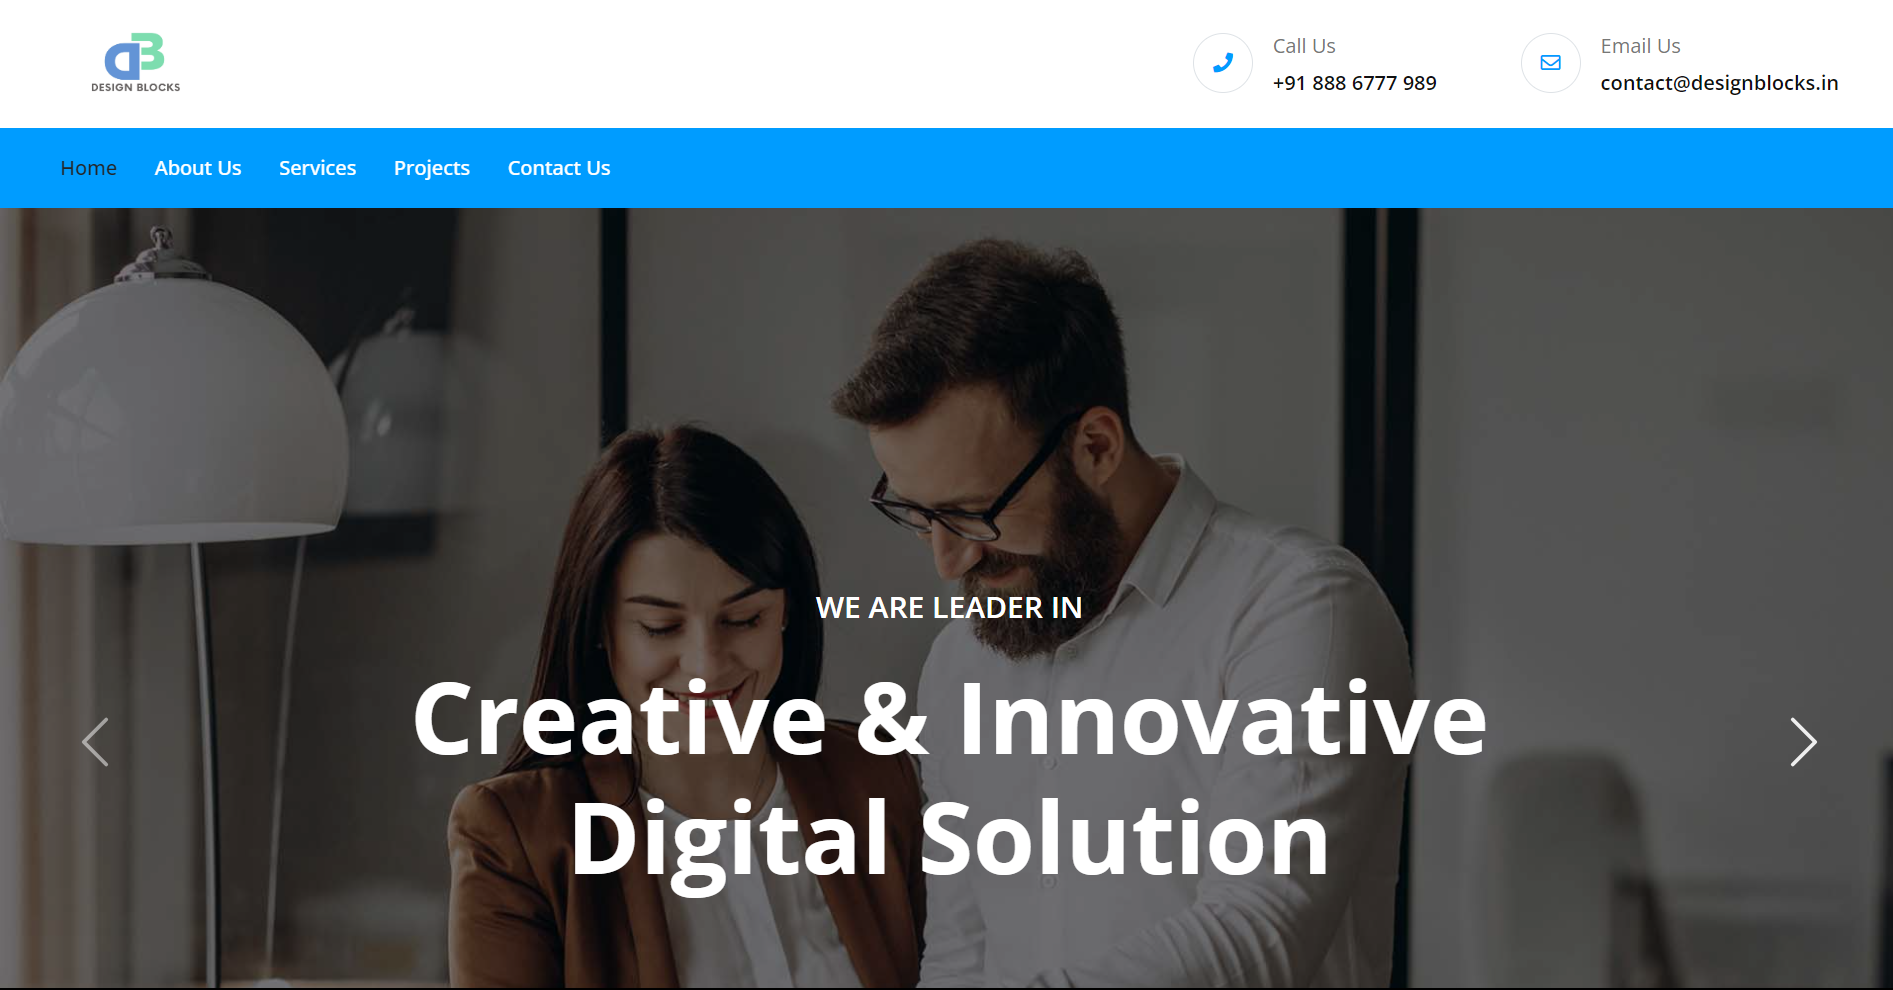 DESIGN BLOCKS
Call Us
+91 888 6777 989
Email Us
contact@designblocks.in
Home About Us Services Projects Contact Us
WE ARE LEADER IN
Creative & Innovative
Digital Solution